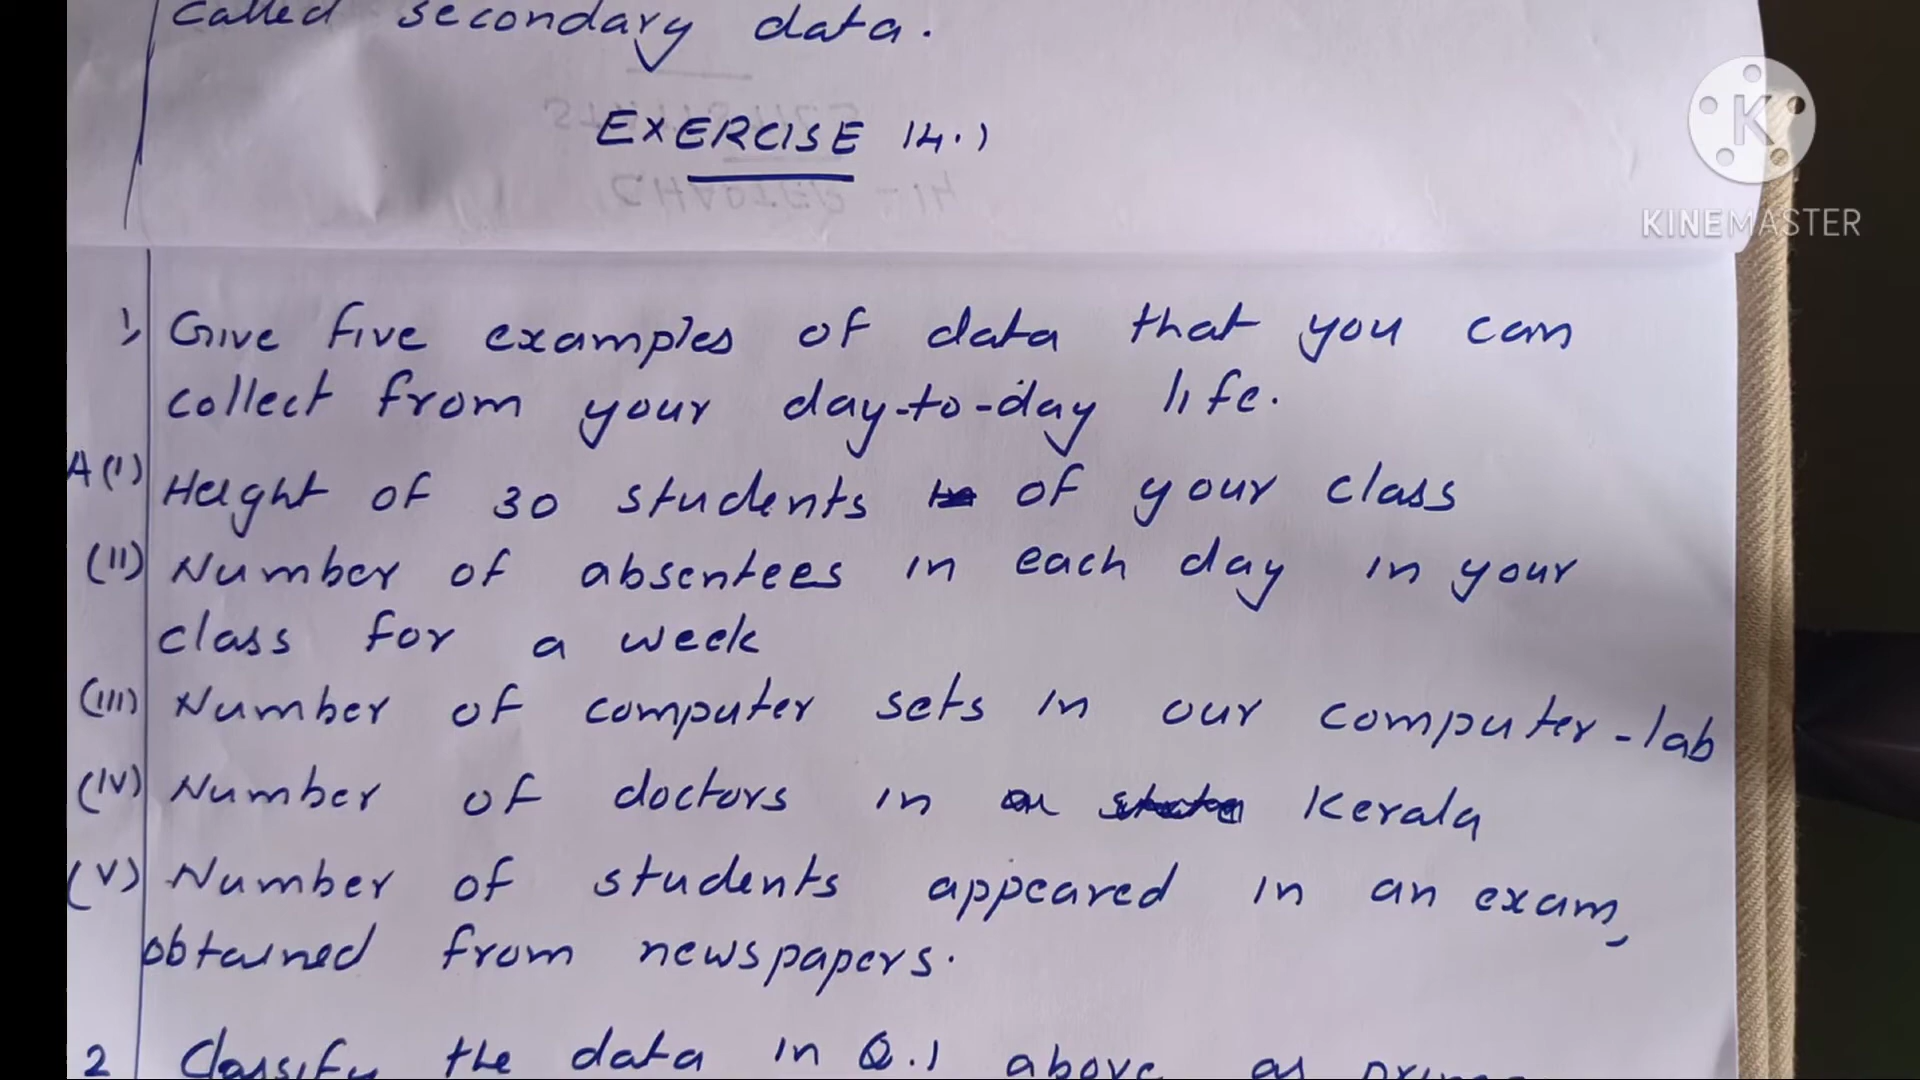 called secondary data.
EXERCISE 14.1
K
KINEMASTER
1, Give five examples of data that you can
collect from your day-to-day life.
A (i) Height of 30 students of your class
(ii) Number of absentees in each day in your
class for a week
(iii) Number of computer sets in our computer-lab
(iv) Number of doctors in Kerala
(v) Number of students appeared in an exam,
obtained from newspapers.
2 Classify the data in Q.1 above as